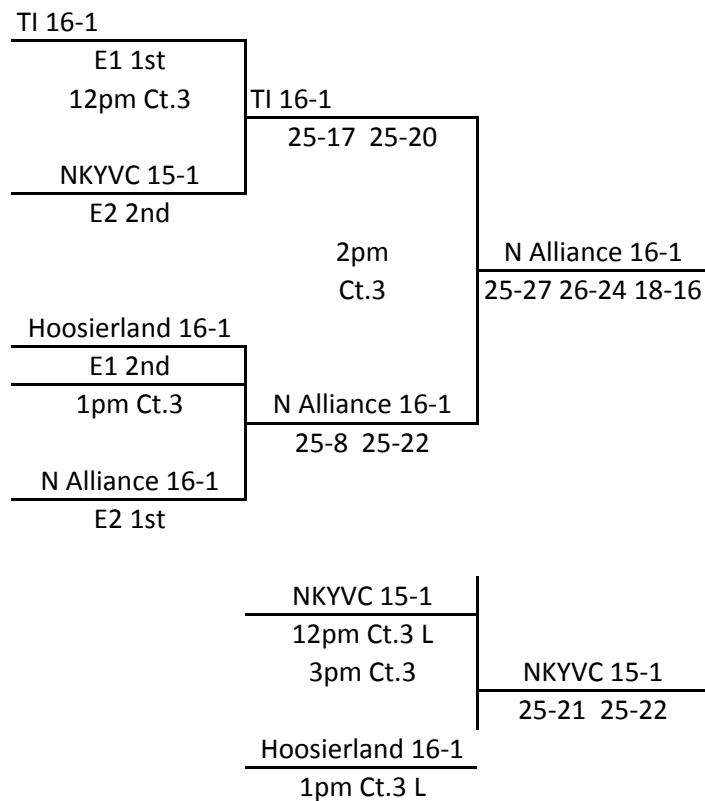 TI 16-1
E1 1st
12pm Ct.3
TI 16-1
25-17 25-20
NKYVC 15-1
E2 2nd
2pm
Ct.3
N Alliance 16-1
25-27 26-24 18-16
Hoosierland 16-1
E1 2nd
1pm Ct.3
N Alliance 16-1
25-8 25-22
N Alliance 16-1
E2 1st
NKYVC 15-1
12pm Ct.3 L
3pm Ct.3
NKYVC 15-1
25-21 25-22
Hoosierland 16-1
1pm Ct.3 L